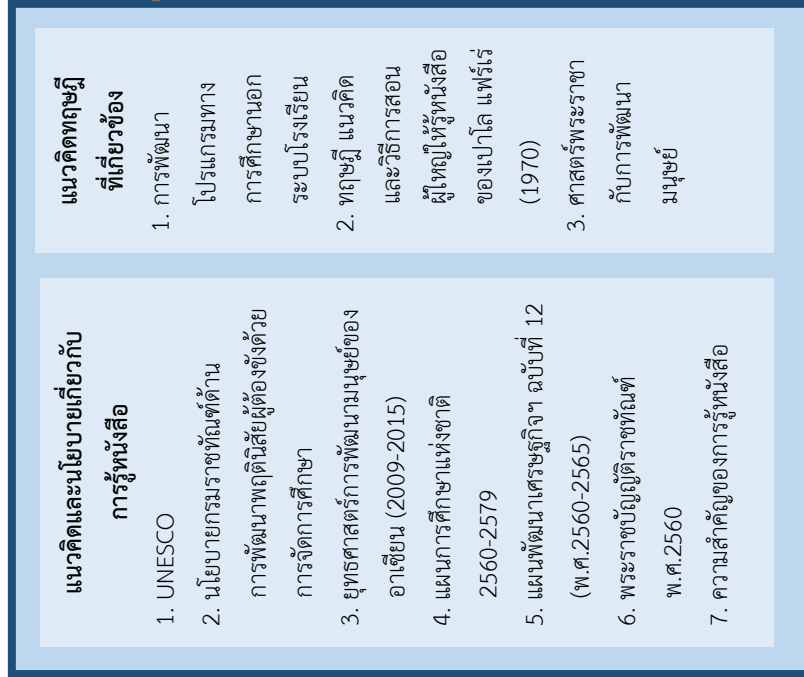 แนวคิดและนโยบายเกี่ยวกับ
การรู้หนังสือ
1. UNESCO
2. นโยบายกรมราชทัณฑ์ด้าน
การพัฒนาพฤตินิสัยผู้ต้องขังด้วย
การจัดการศึกษา
3. ยุทธศาสตร์การพัฒนามนุษย์ของ
อาเซียน (2009-2015)
4. แผนการศึกษาแห่งชาติ
2560-2579
5. แผนพัฒนาเศรษฐกิจฯ ฉบับที่ 12
(พ.ศ.2560-2565)
6. พระราชบัญญัติราชทัณฑ์
พ.ศ.2560
7. ความสำคัญของการรู้หนังสือ
แนวคิดทฤษฎี
ที่เกี่ยวข้อง
1. การพัฒนา
โปรแกรมทาง
การศึกษานอก
ระบบโรงเรียน
2. ทฤษฎี แนวคิด
และวิธีการสอน
ผู้ใหญ่ให้รู้หนังสือ
ของเปาโล แฟร์เร่
(1970)
3. ศาสตร์พระราชา
กับการพัฒนา
มนุษย์